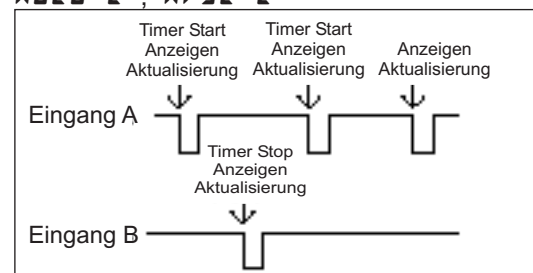 Timer Start
Anzeigen
Aktualisierung
Timer Start
Anzeigen
Aktualisierung
Anzeigen
Aktualisierung
Eingang A
Timer Stop
Anzeigen
Aktualisierung
Eingang B